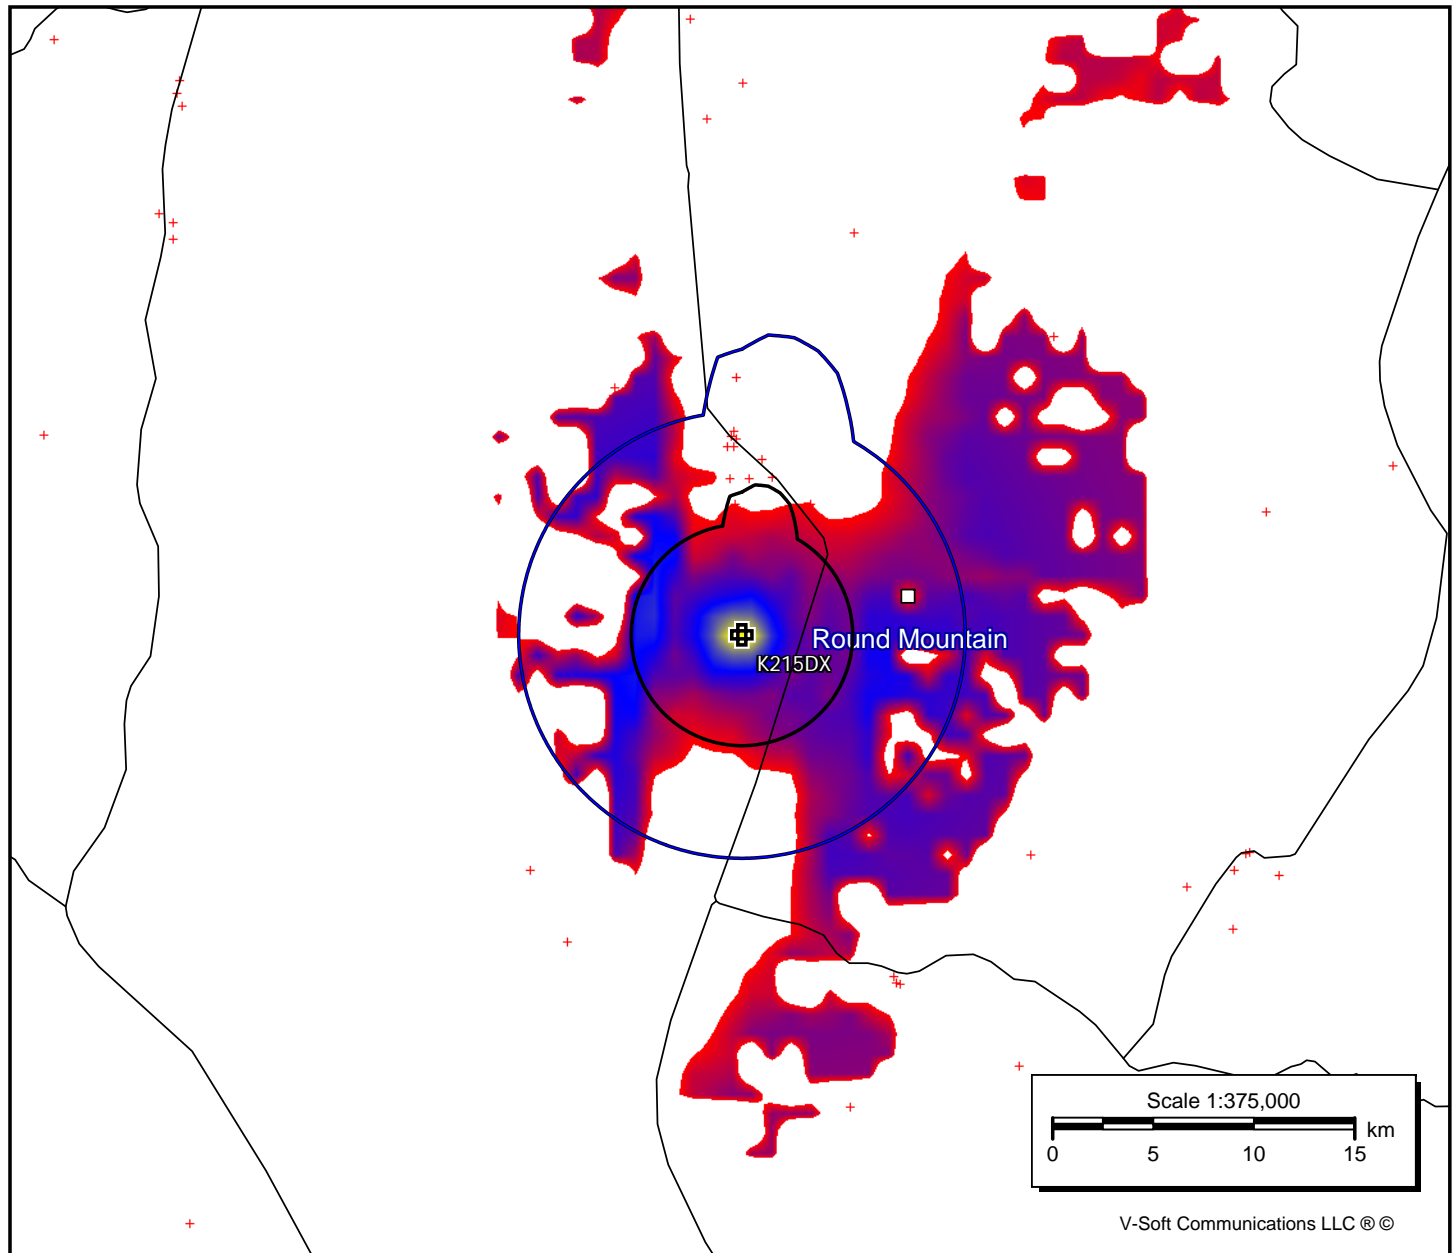 Round Mountain
K215DX
Scale 1:375,000
km
0 5 10 15
V-Soft Communications LLC ® ©